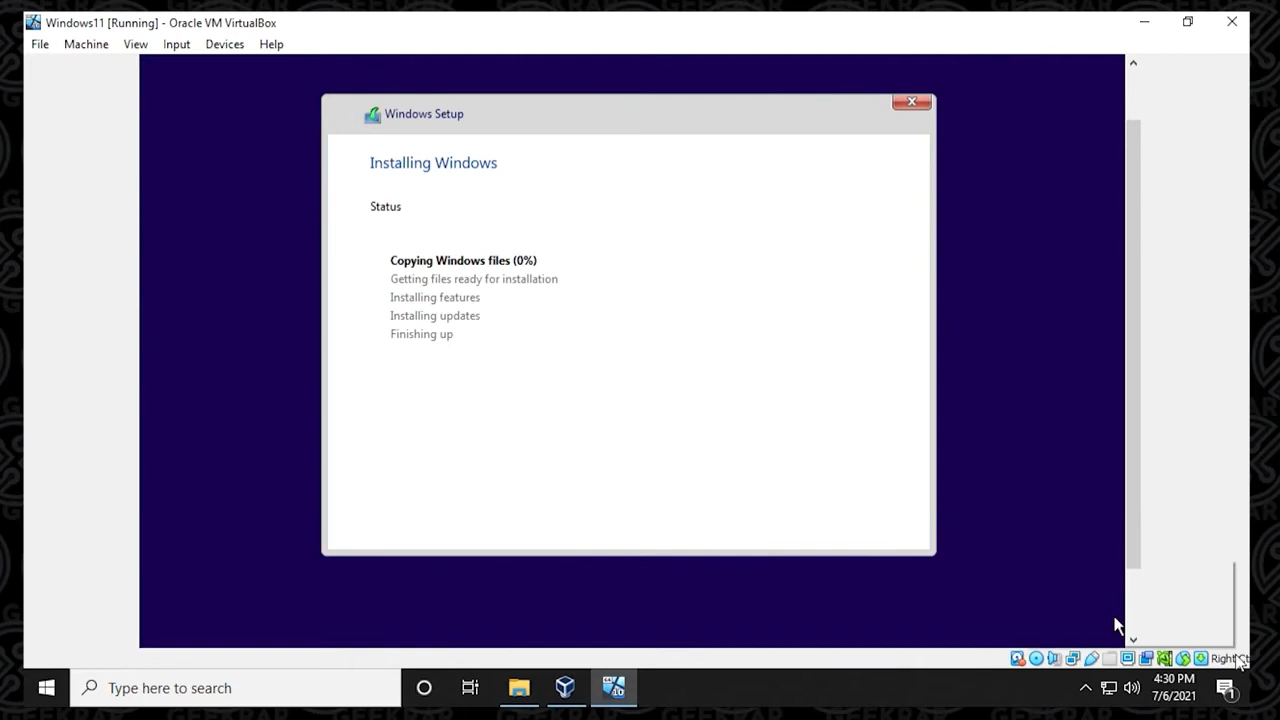 Windows11 [Running] - Oracle VM VirtualBox
File Machine View Input Devices Help
Windows Setup
Installing Windows
Status
Copying Windows files (0%)
Getting files ready for installation
Installing features
Installing updates
Finishing up
Right
Type here to search
4:30 PM
7/6/2021
1